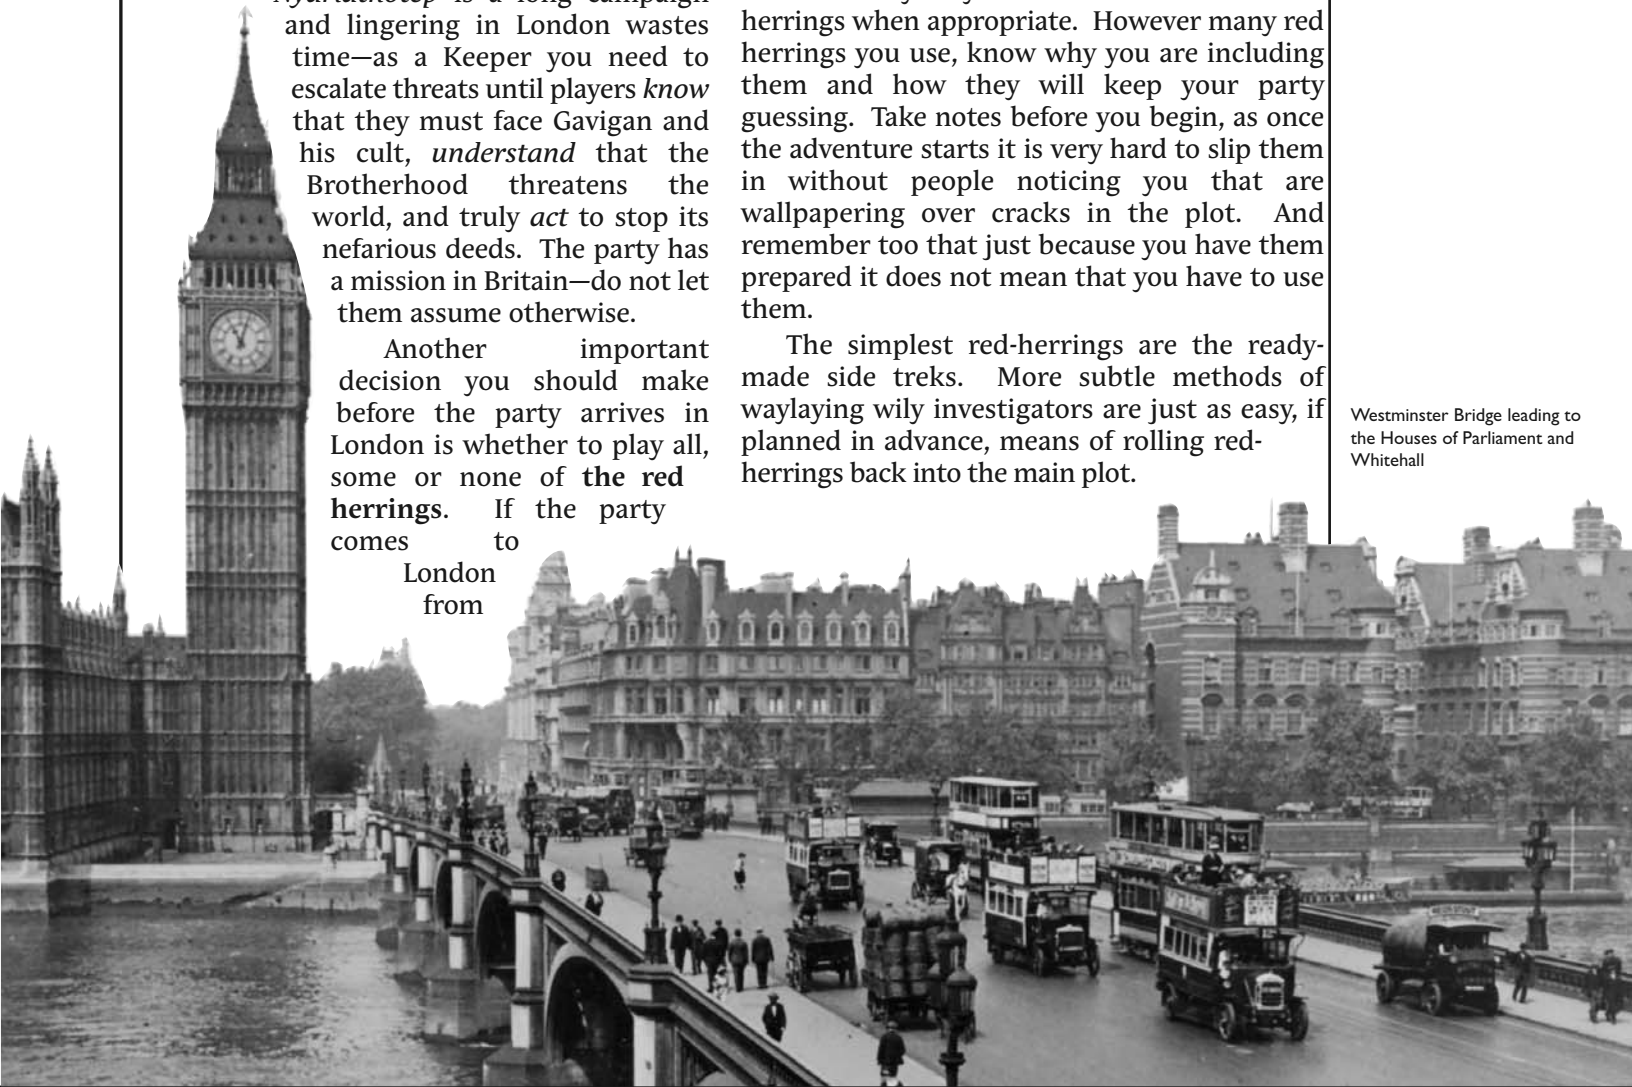 Nyarlathotep is a long campaign
and lingering in London wastes
time—as a Keeper you need to
escalate threats until players know
that they must face Gavigan and
his cult, understand that the
Brotherhood threatens the
world, and truly act to stop its
nefarious deeds. The party has
a mission in Britain—do not let
them assume otherwise.
Another important
decision you should make
before the party arrives in
London is whether to play all,
some or none of the red
herrings. If the party
comes to
London
from
herrings when appropriate. However many red
herrings you use, know why you are including
them and how they will keep your party
guessing. Take notes before you begin, as once
the adventure starts it is very hard to slip them
in without people noticing you that are
wallpapering over cracks in the plot. And
remember too that just because you have them
prepared it does not mean that you have to use
them.
The simplest red-herrings are the ready-
made side treks. More subtle methods of
waylaying wily investigators are just as easy, if
planned in advance, means of rolling red-
herrings back into the main plot.
Westminster Bridge leading to
the Houses of Parliament and
Whitehall